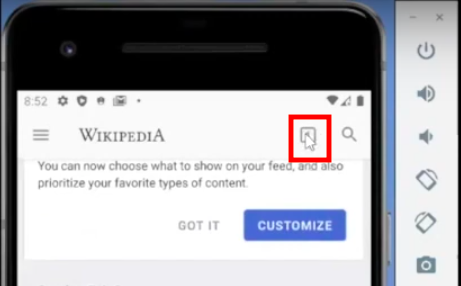 8:52
WIKIPEDIA
You can now choose what to show on your feed, and also
prioritize your favorite types of content.
GOT IT
CUSTOMIZE